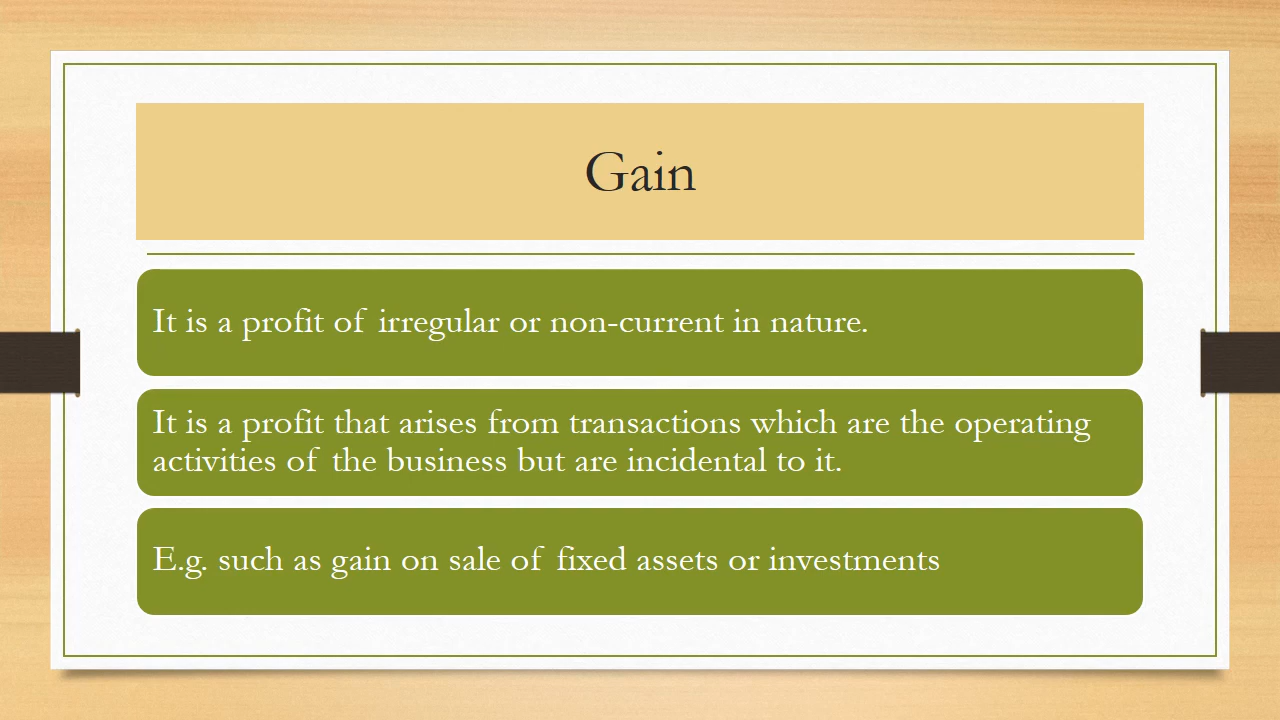 Gain
It is a profit of irregular or non-current in nature.
It is a profit that arises from transactions which are the operating
activities of the business but are incidental to it.
E.g. such as gain on sale of fixed assets or investments